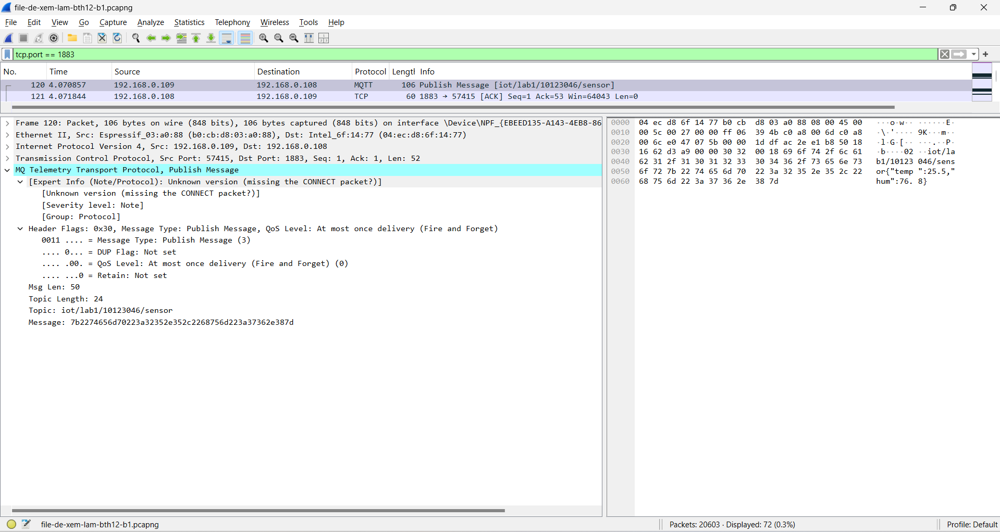 file-de-xem-lam-bth12-b1.pcapng
File Edit View Go Capture Analyze Statistics Telephony Wireless Tools Help
tcp.port == 1883
No. Time Source Destination Protocol Lengtl Info
120 4.070857 192.168.0.109 192.168.0.108 MQTT 106 Publish Message [iot/lab1/10123046/sensor]
121 4.071844 192.168.0.108 192.168.0.109 TCP 60 1883 → 57415 [ACK] Seq=1 Ack=53 Win=64043 Len=0
Frame 120: Packet, 106 bytes on wire (848 bits), 106 bytes captured (848 bits) on interface \Device\NPF_{EBEED135-A143-4EB8-86
Ethernet II, Src: Espressif_03:a0:88 (b0:cb:d8:03:a0:88), Dst: Intel_6f:14:77 (04:ec:d8:6f:14:77)
Internet Protocol Version 4, Src: 192.168.0.109, Dst: 192.168.0.108
Transmission Control Protocol, Src Port: 57415, Dst Port: 1883, Seq: 1, Ack: 1, Len: 52
MQ Telemetry Transport Protocol, Publish Message
[Expert Info (Note/Protocol): Unknown version (missing the CONNECT packet?)]
[Unknown version (missing the CONNECT packet?)]
[Severity level: Note]
[Group: Protocol]
Header Flags: 0x30, Message Type: Publish Message, QoS Level: At most once delivery (Fire and Forget)
0011 .... = Message Type: Publish Message (3)
.... 0... = DUP Flag: Not set
.... .00. = QoS Level: At most once delivery (Fire and Forget) (0)
.... ...0 = Retain: Not set
Msg Len: 50
Topic Length: 24
Topic: iot/lab1/10123046/sensor
Message: 7b2274656d70223a32352e352c2268756d223a37362e387d
0000 04 ec d8 6f 14 77 b0 cb d8 03 a0 88 08 00 45 00 ···o·w·· ······E·
0010 00 5c 00 27 00 00 ff 06 39 4b c0 a8 00 6d c0 a8 ·\·'···· 9K···m··
0020 00 6c e0 47 07 5b 00 00 1d df ac 2e e1 b8 50 18 ·l·G·[·· ···.··P·
0030 16 62 d3 a9 00 00 30 32 00 18 69 6f 74 2f 6c 61 ·b····02 ··iot/la
0040 62 31 2f 31 30 31 32 33 30 34 36 2f 73 65 6e 73 b1/10123 046/sens
0050 6f 72 7b 22 74 65 6d 70 22 3a 32 35 2e 35 2c 22 or{"temp ":25.5,"
0060 68 75 6d 22 3a 37 36 2e 38 7d hum":76. 8}
file-de-xem-lam-bth12-b1.pcapng
Packets: 20603 · Displayed: 72 (0.3%)
Profile: Default